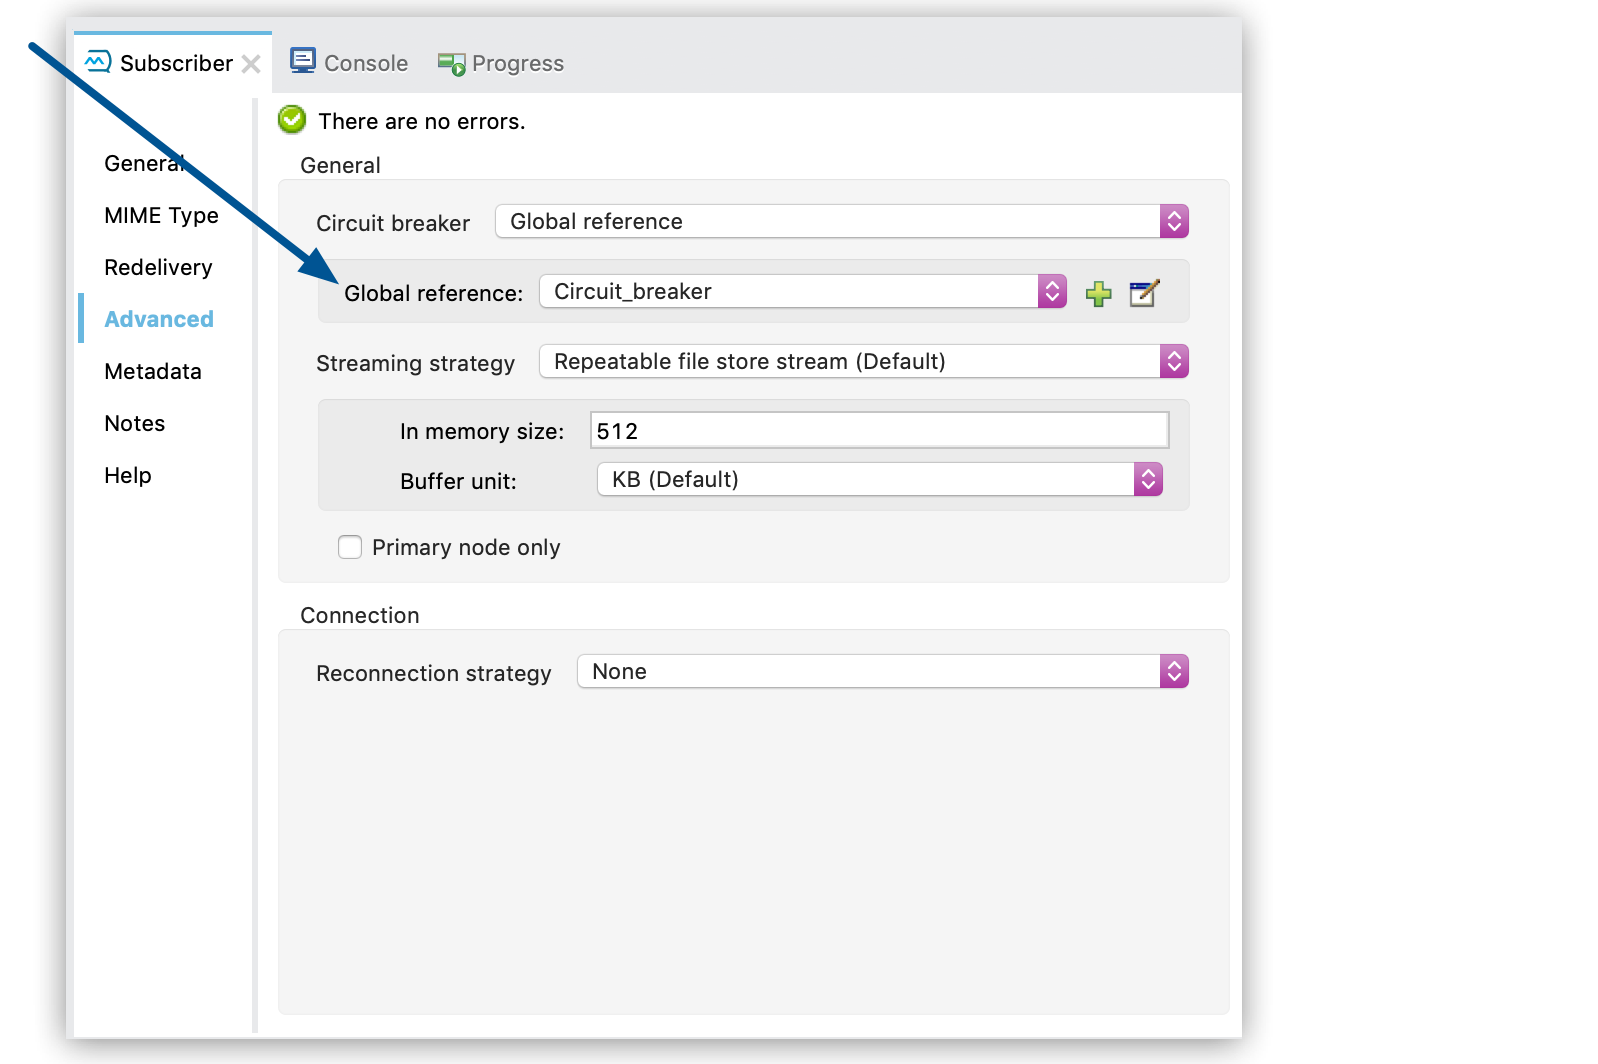 Subscriber
Console
Progress
There are no errors.
General
MIME Type
Redelivery
Advanced
Metadata
Notes
Help
General
Circuit breaker
Global reference
Global reference:
Circuit_breaker
Streaming strategy
Repeatable file store stream (Default)
In memory size:
512
Buffer unit:
KB (Default)
Primary node only
Connection
Reconnection strategy
None